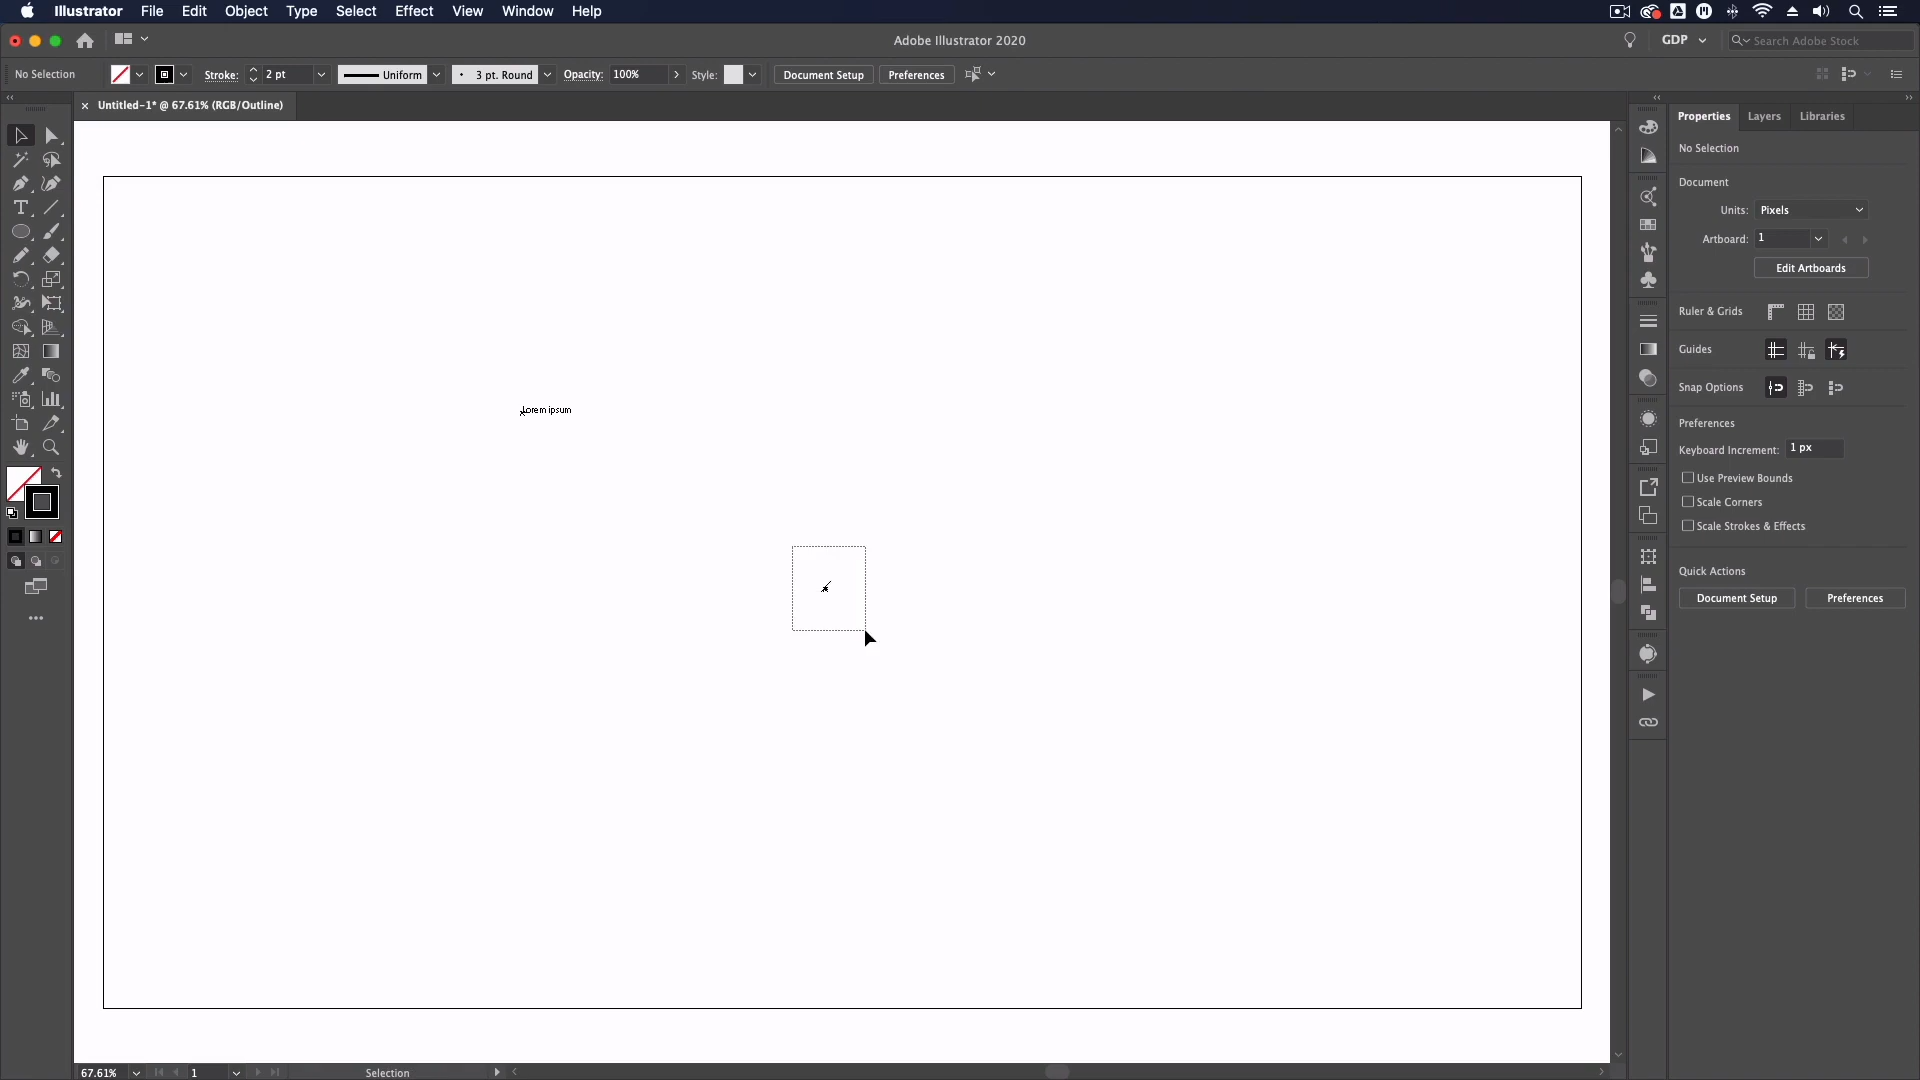 Illustrator File Edit Object Type Select Effect View Window Help
Adobe Illustrator 2020
GDP
Search Adobe Stock
No Selection
Stroke: 2 pt
Uniform
3 pt. Round
Opacity: 100%
Style:
Document Setup
Preferences
Untitled-1* @ 67.61% (RGB/Outline)
Properties Layers Libraries
No Selection
Document
Units: Pixels
Artboard: 1
Edit Artboards
Ruler & Grids
Guides
Snap Options
Preferences
Keyboard Increment: 1 px
Use Preview Bounds
Scale Corners
Scale Strokes & Effects
Quick Actions
Document Setup
Preferences
Lorem ipsum
67.61%
1
Selection